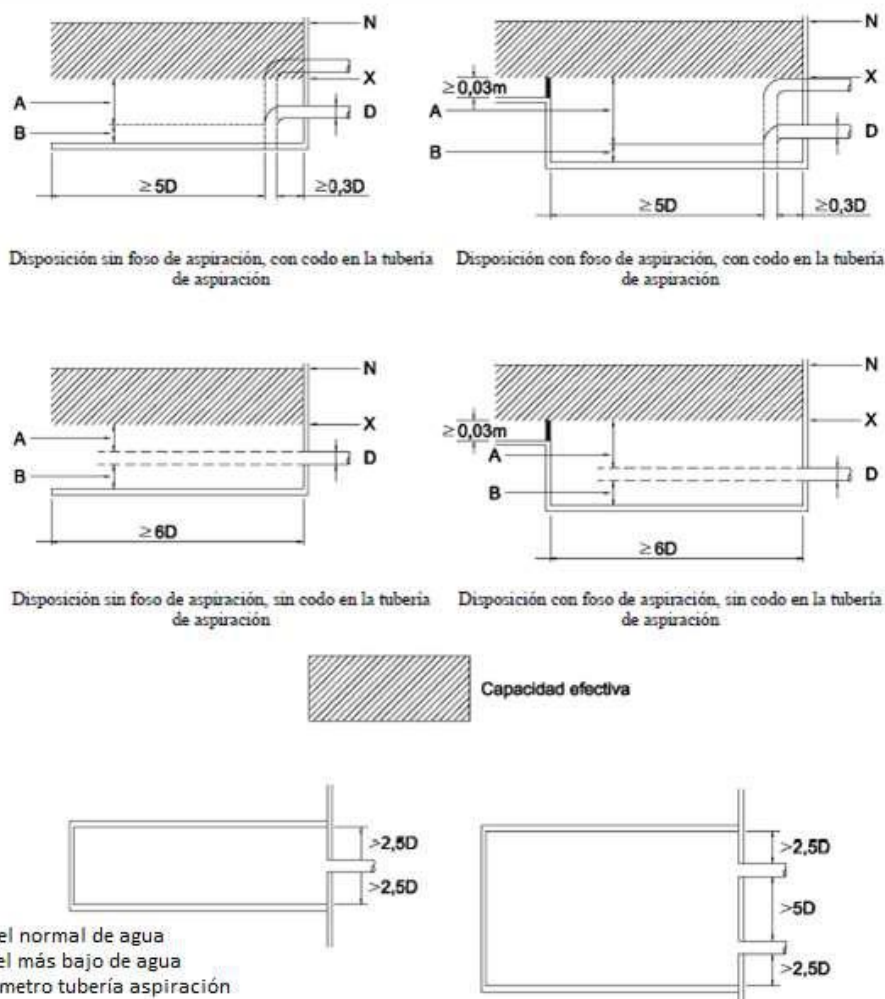 N
X
A
D
B
≥5D
≥0,3D
Disposición sin foso de aspiración, con codo en la tubería
de aspiración
N
≥0,03m
X
A
D
B
≥5D
≥0,3D
Disposición con foso de aspiración, con codo en la tubería
de aspiración
N
A
X
D
B
≥6D
Disposición sin foso de aspiración, sin codo en la tubería
de aspiración
N
≥0,03m
X
A
D
B
≥6D
Disposición con foso de aspiración, sin codo en la tubería
de aspiración
Capacidad efectiva
>2,5D
>2,5D
>2,5D
>5D
>2,5D
el normal de agua
el más bajo de agua
metro tubería aspiración